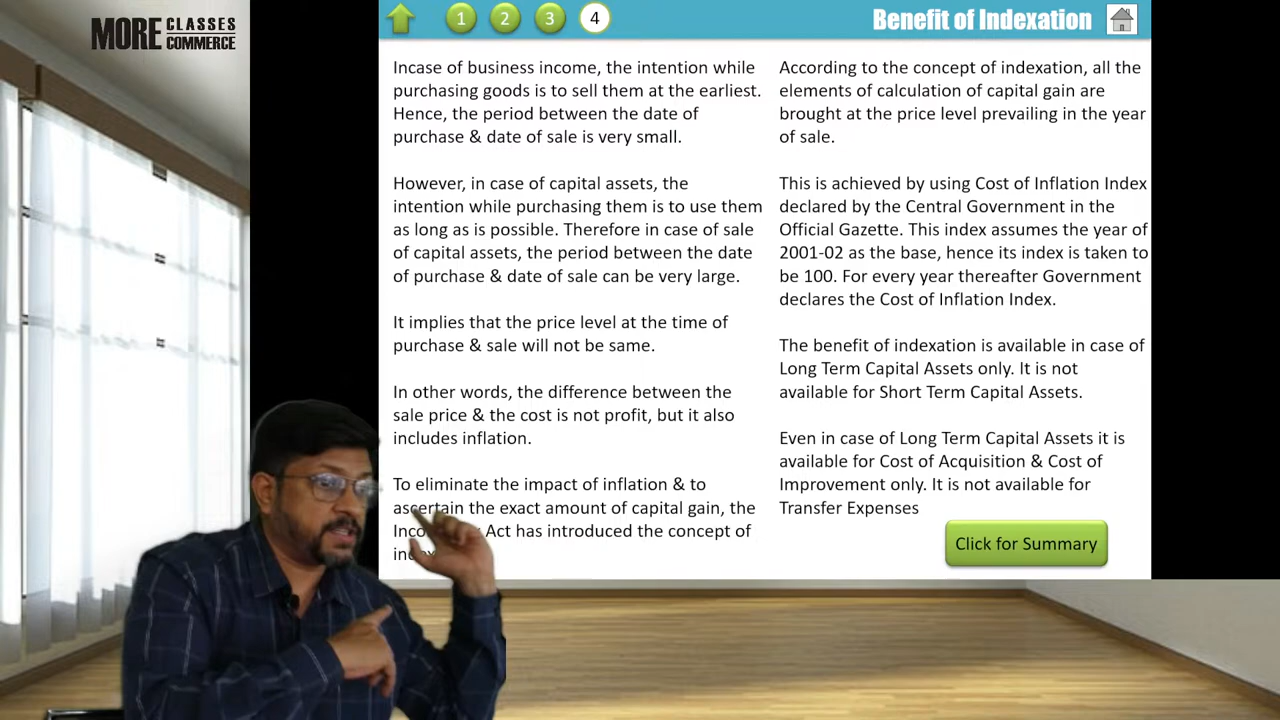 MORE CLASSES COMMERCE
1 2 3 4
Benefit of Indexation
Incase of business income, the intention while
purchasing goods is to sell them at the earliest.
Hence, the period between the date of
purchase & date of sale is very small.
However, in case of capital assets, the
intention while purchasing them is to use them
as long as is possible. Therefore in case of sale
of capital assets, the period between the date
of purchase & date of sale can be very large.
It implies that the price level at the time of
purchase & sale will not be same.
In other words, the difference between the
sale price & the cost is not profit, but it also
includes inflation.
To eliminate the impact of inflation & to
ascertain the exact amount of capital gain, the
Act has introduced the concept of
According to the concept of indexation, all the
elements of calculation of capital gain are
brought at the price level prevailing in the year
of sale.
This is achieved by using Cost of Inflation Index
declared by the Central Government in the
Official Gazette. This index assumes the year of
2001-02 as the base, hence its index is taken to
be 100. For every year thereafter Government
declares the Cost of Inflation Index.
The benefit of indexation is available in case of
Long Term Capital Assets only. It is not
available for Short Term Capital Assets.
Even in case of Long Term Capital Assets it is
available for Cost of Acquisition & Cost of
Improvement only. It is not available for
Transfer Expenses
Click for Summary